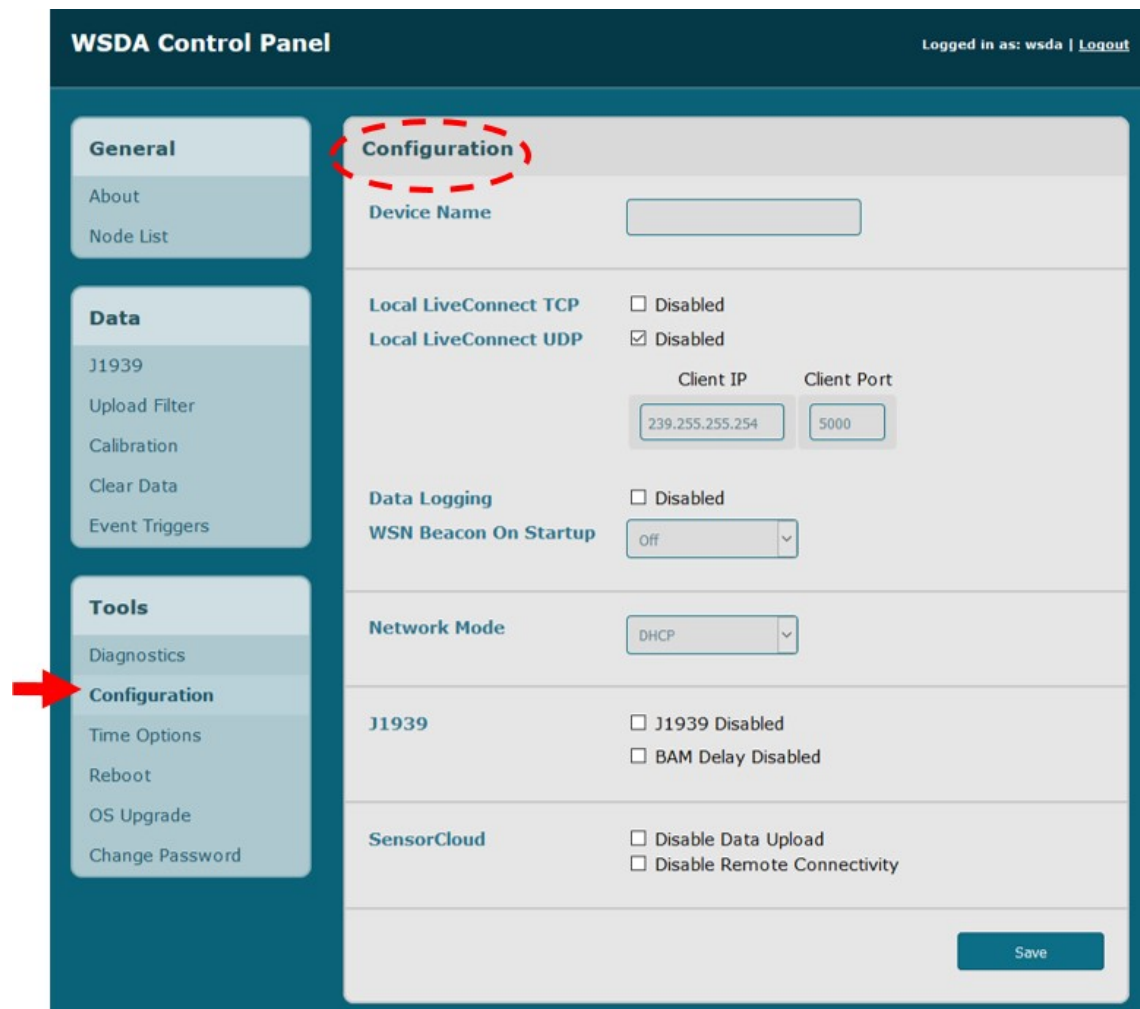 WSDA Control Panel
Logged in as: wsda | Logout
General
About
Node List
Data
J1939
Upload Filter
Calibration
Clear Data
Event Triggers
Tools
Diagnostics
Configuration
Time Options
Reboot
OS Upgrade
Change Password
Configuration
Device Name
Local LiveConnect TCP Disabled
Local LiveConnect UDP Disabled
Client IP Client Port
239.255.255.254 5000
Data Logging Disabled
WSN Beacon On Startup Off
Network Mode DHCP
J1939 J1939 Disabled
BAM Delay Disabled
SensorCloud Disable Data Upload
Disable Remote Connectivity
Save